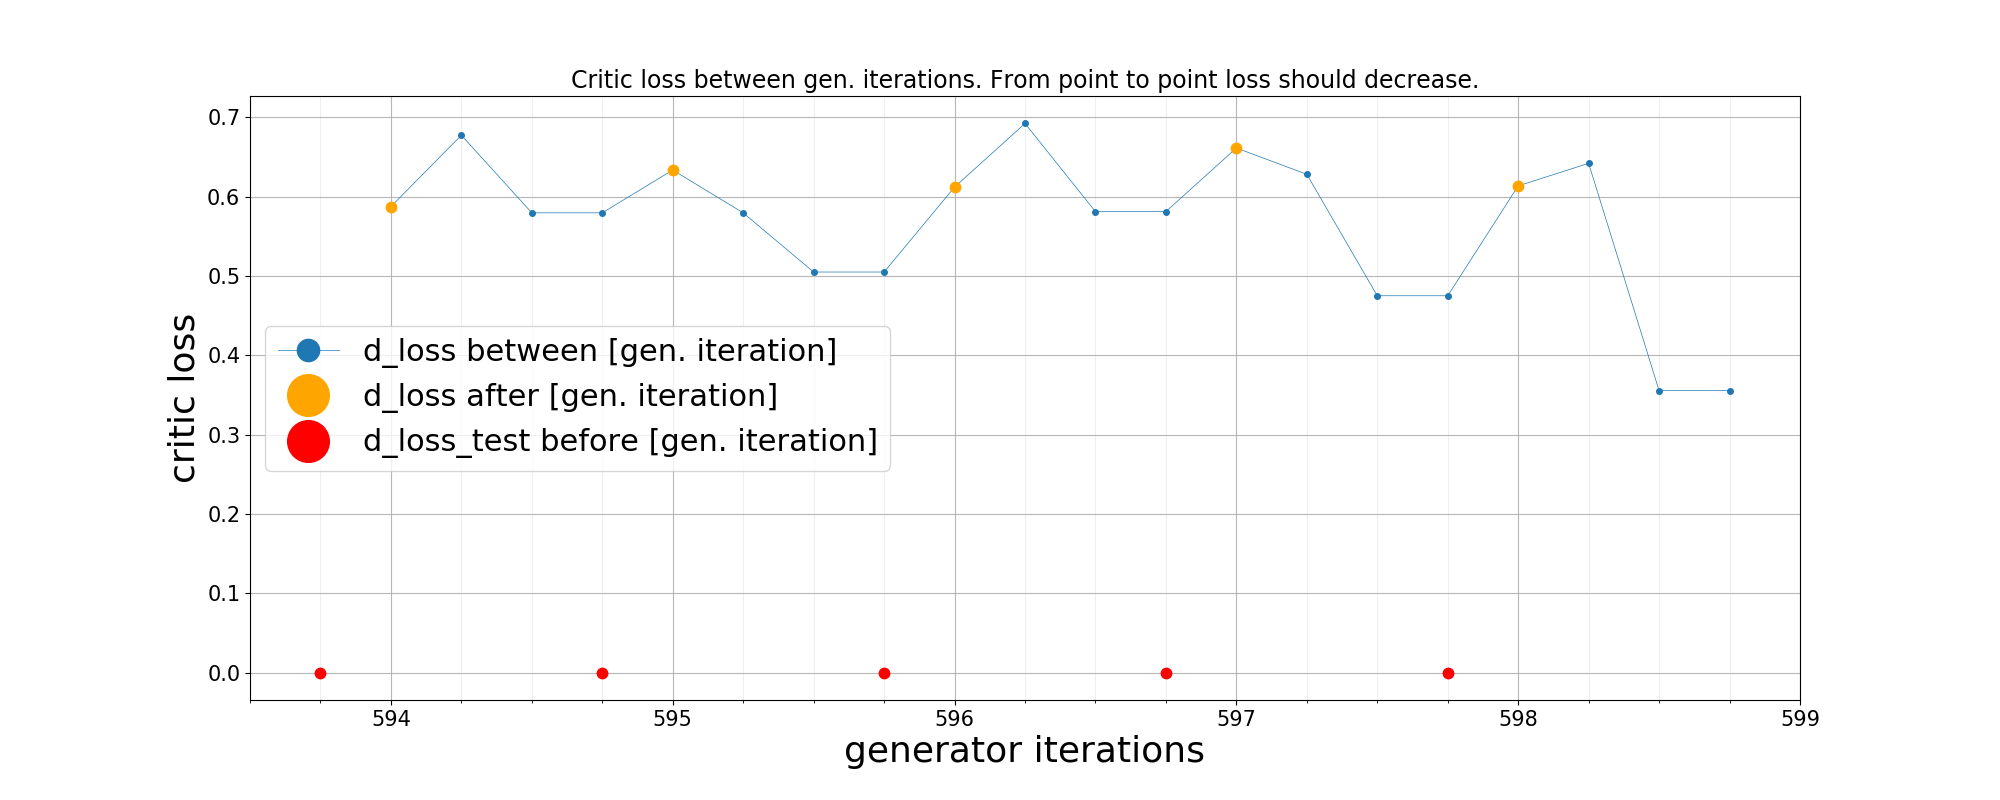 Critic loss between gen. iterations. From point to point loss should decrease.
0.7
0.6
0.5
0.4
0.3
0.2
0.1
0.0
critic loss
d_loss between [gen. iteration]
d_loss after [gen. iteration]
d_loss_test before [gen. iteration]
594 595 596 597 598 599
generator iterations